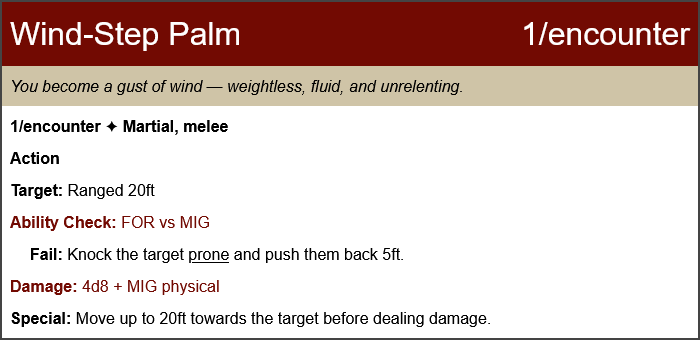 Wind-Step Palm 1/encounter
You become a gust of wind — weightless, fluid, and unrelenting.
1/encounter ✦ Martial, melee
Action
Target: Ranged 20ft
Ability Check: FOR vs MIG
Fail: Knock the target prone and push them back 5ft.
Damage: 4d8 + MIG physical
Special: Move up to 20ft towards the target before dealing damage.